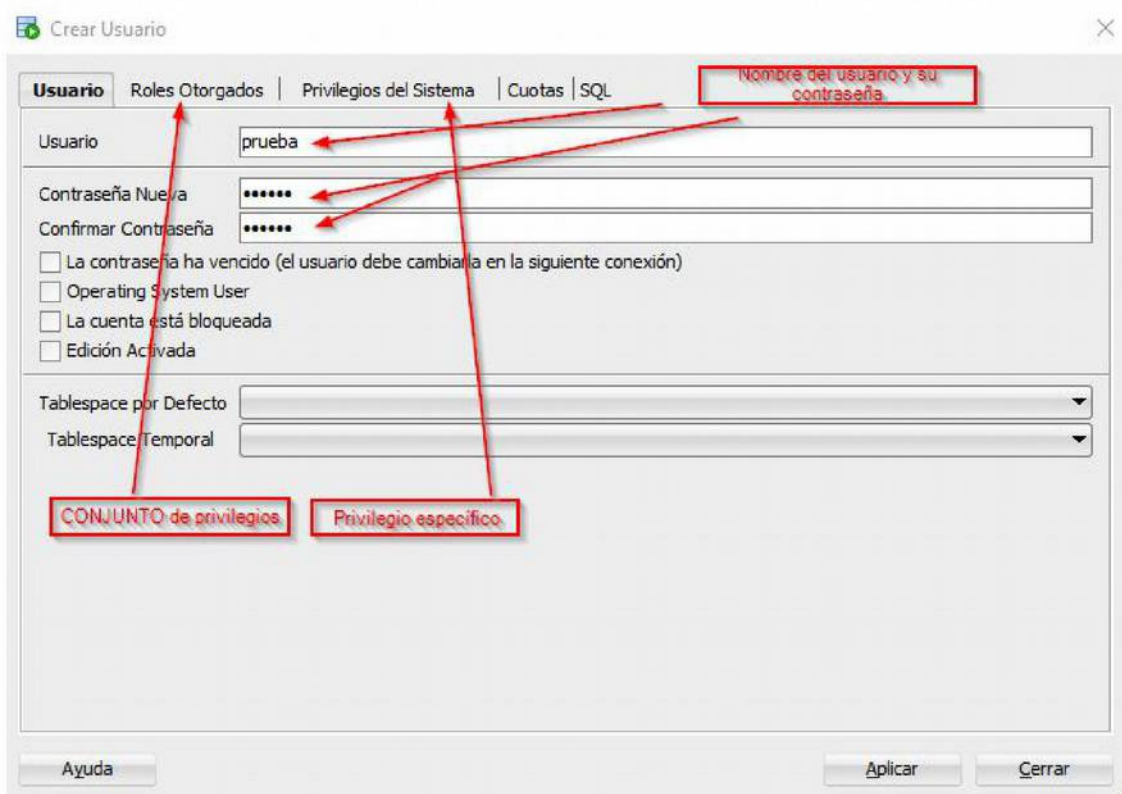 Crear Usuario
Usuario Roles Otorgados Privilegios del Sistema Cuotas SQL
Nombre del usuario y su
contraseña
Usuario prueba
Contraseña Nueva ••••••
Confirmar Contraseña ••••••
La contraseña ha vencido (el usuario debe cambiarla en la siguiente conexión)
Operating System User
La cuenta está bloqueada
Edición Activada
Tablespace por Defecto
Tablespace Temporal
CONJUNTO de privilegios Privilegio específico
Ayuda Aplicar Cerrar